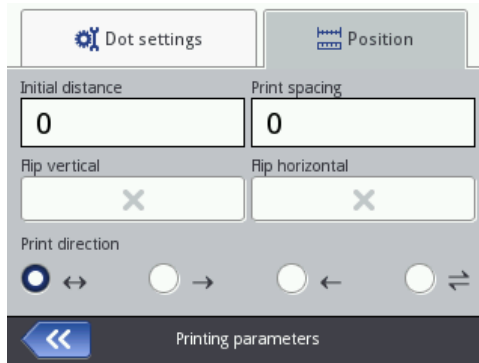 Dot settings
Position
Initial distance
Print spacing
0
0
Flip vertical
Flip horizontal
Print direction
↔
→
←
⇌
Printing parameters